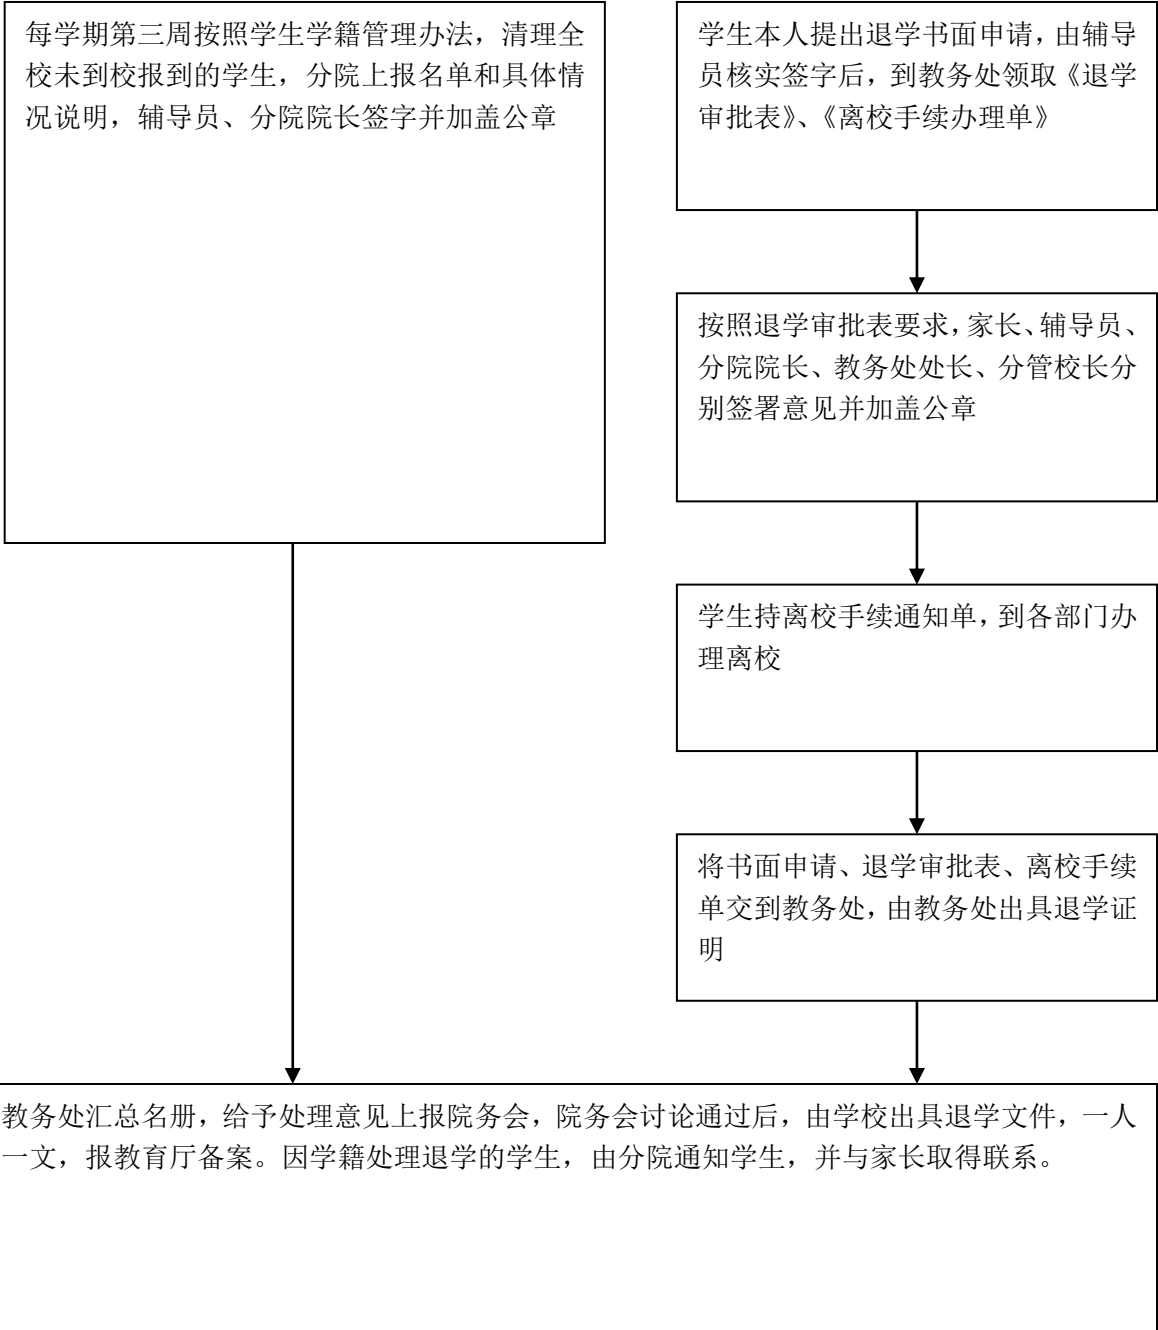 每学期第三周按照学生学籍管理办法，清理全
校未到校报到的学生，分院上报名单和具体情
况说明，辅导员、分院院长签字并加盖公章
学生本人提出退学书面申请，由辅导
员核实签字后，到教务处领取《退学
审批表》、《离校手续办理单》
按照退学审批表要求，家长、辅导员、
分院院长、教务处处长、分管校长分
别签署意见并加盖公章
学生持离校手续通知单，到各部门办
理离校
将书面申请、退学审批表、离校手续
单交到教务处，由教务处出具退学证
明
教务处汇总名册，给予处理意见上报院务会，院务会讨论通过后，由学校出具退学文件，一人
一文，报教育厅备案。因学籍处理退学的学生，由分院通知学生，并与家长取得联系。